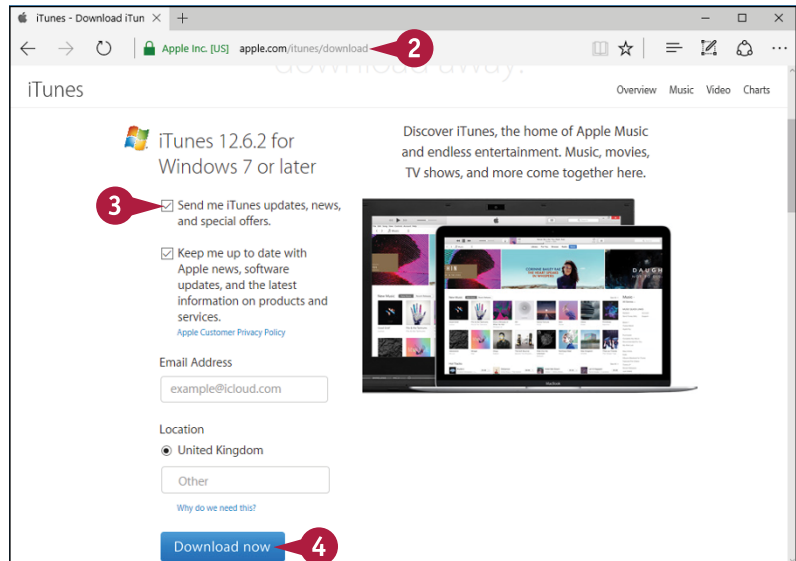 iTunes - Download iTun
Apple Inc. [US] apple.com/itunes/download
2
download away.
iTunes
Overview Music Video Charts
iTunes 12.6.2 for
Windows 7 or later
3
Send me iTunes updates, news,
and special offers.
Keep me up to date with
Apple news, software
updates, and the latest
information on products and
services.
Apple Customer Privacy Policy
Email Address
example@icloud.com
Location
United Kingdom
Other
Why do we need this?
Download now
4
Discover iTunes, the home of Apple Music
and endless entertainment. Music, movies,
TV shows, and more come together here.
DAUGH
MacBook